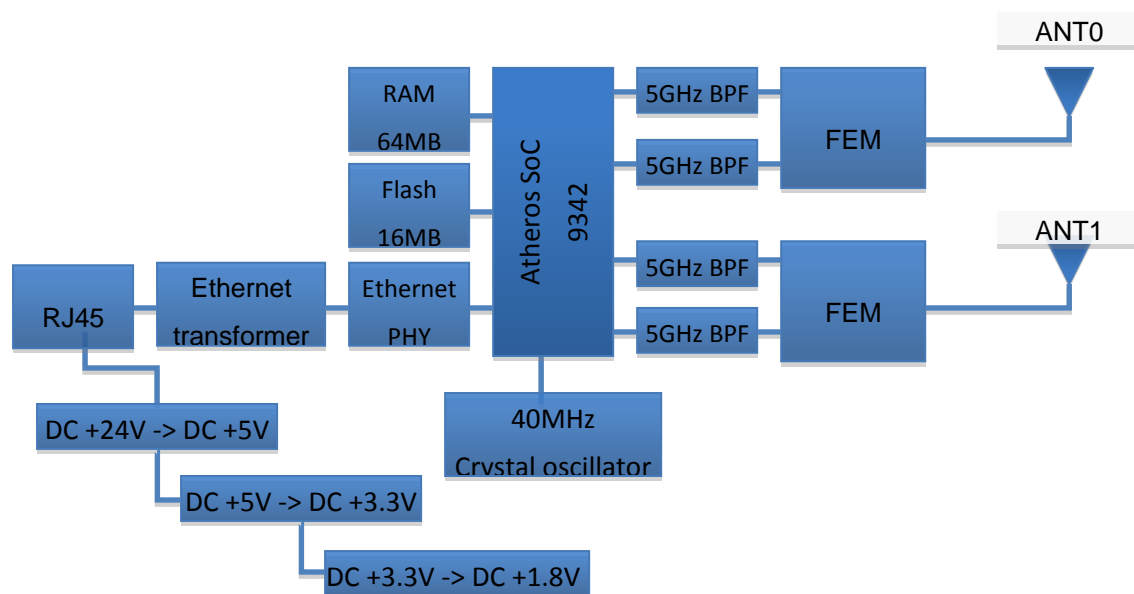 ANT0
RAM
64MB
5GHz BPF
FEM
5GHz BPF
Flash
16MB
Atheros SoC
9342
ANT1
5GHz BPF
FEM
5GHz BPF
RJ45
Ethernet
transformer
Ethernet
PHY
40MHz
Crystal oscillator
DC +24V -> DC +5V
DC +5V -> DC +3.3V
DC +3.3V -> DC +1.8V